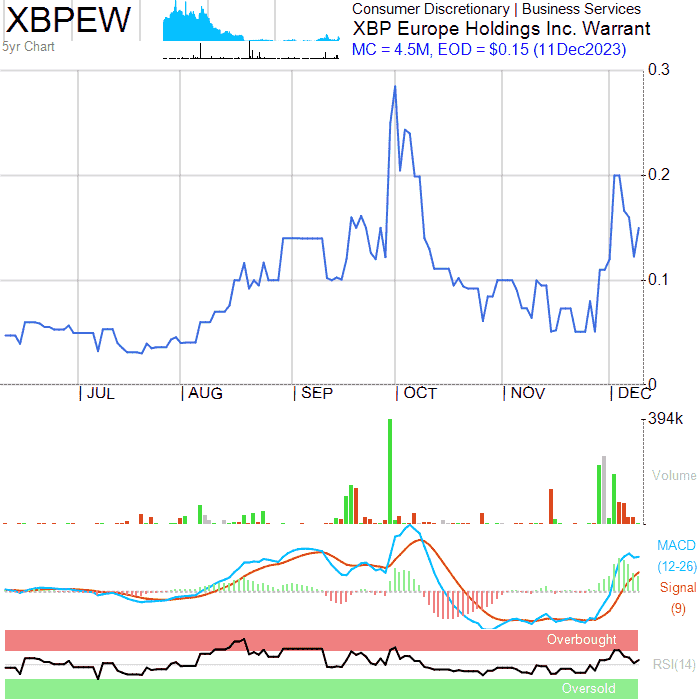 XBPEW
5yr Chart
Consumer Discretionary | Business Services
XBP Europe Holdings Inc. Warrant
MC = 4.5M, EOD = $0.15 (11Dec2023)
0.3
0.2
0.1
0
JUL AUG SEP OCT NOV DEC
394k
Volume
MACD
(12-26)
Signal
(9)
Overbought
RSI(14)
Oversold